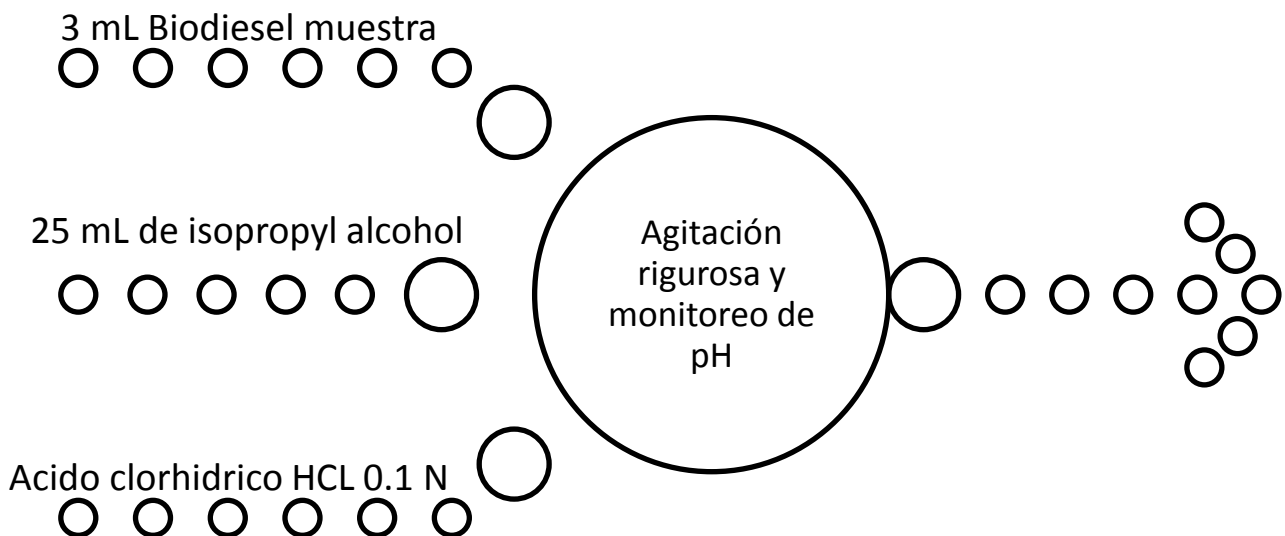 3 mL Biodiesel muestra
25 mL de isopropyl alcohol
Agitación
rigurosa y
monitoreo de
pH
Acido clorhidrico HCL 0.1 N